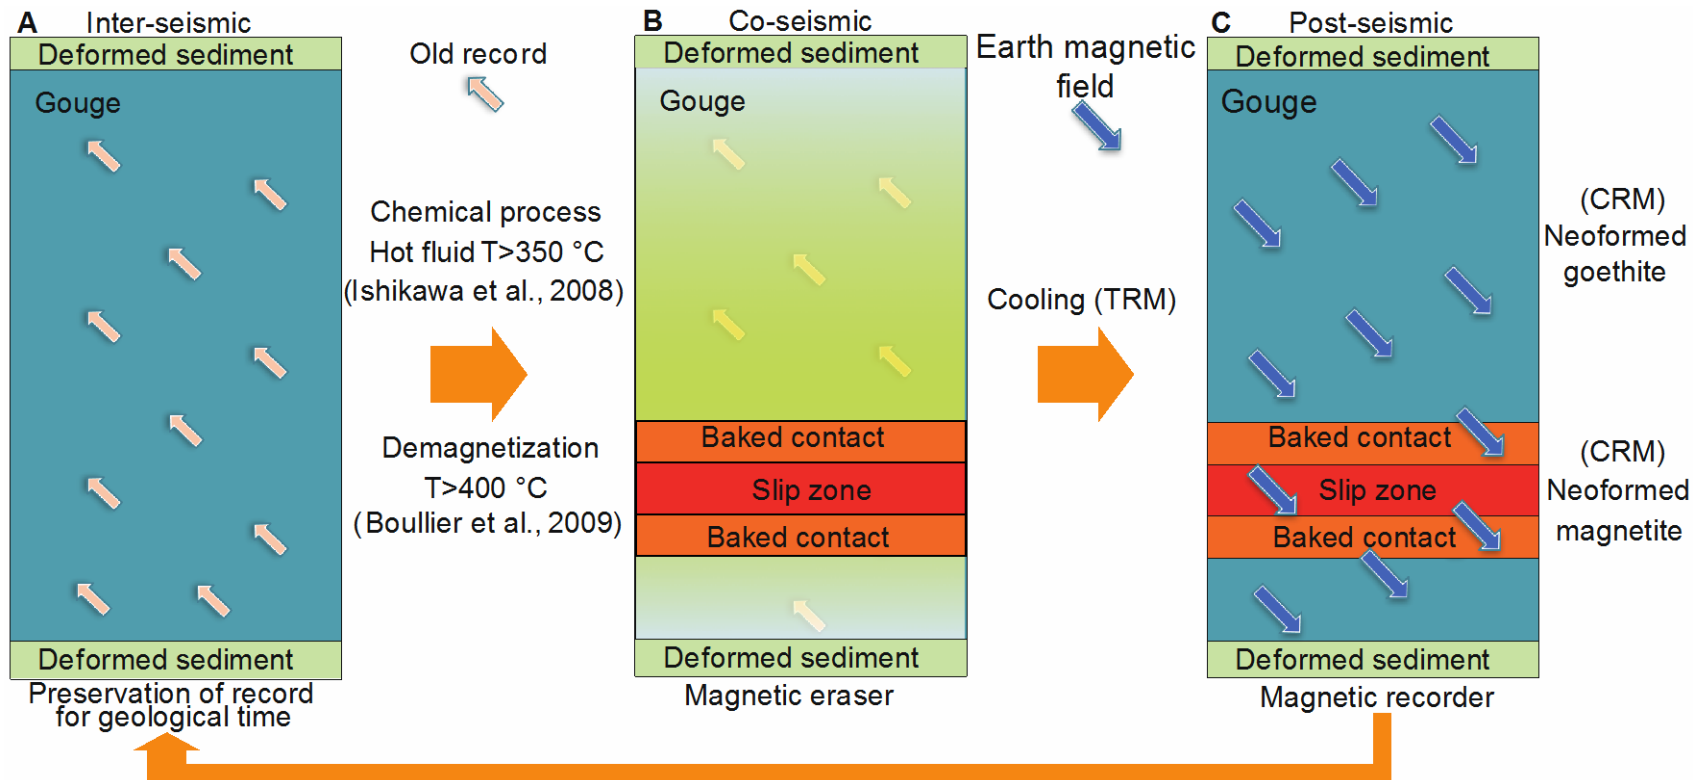 A Inter-seismic
Deformed sediment
Gouge
Deformed sediment
Preservation of record
for geological time
Old record
Chemical process
Hot fluid T>350 °C
(Ishikawa et al., 2008)
Demagnetization
T>400 °C
(Boullier et al., 2009)
B Co-seismic
Deformed sediment
Gouge
Baked contact
Slip zone
Baked contact
Deformed sediment
Magnetic eraser
Earth magnetic
field
Cooling (TRM)
C Post-seismic
Deformed sediment
Gouge
Baked contact
Slip zone
Baked contact
Deformed sediment
Magnetic recorder
(CRM)
Neoformed
goethite
(CRM)
Neoformed
magnetite